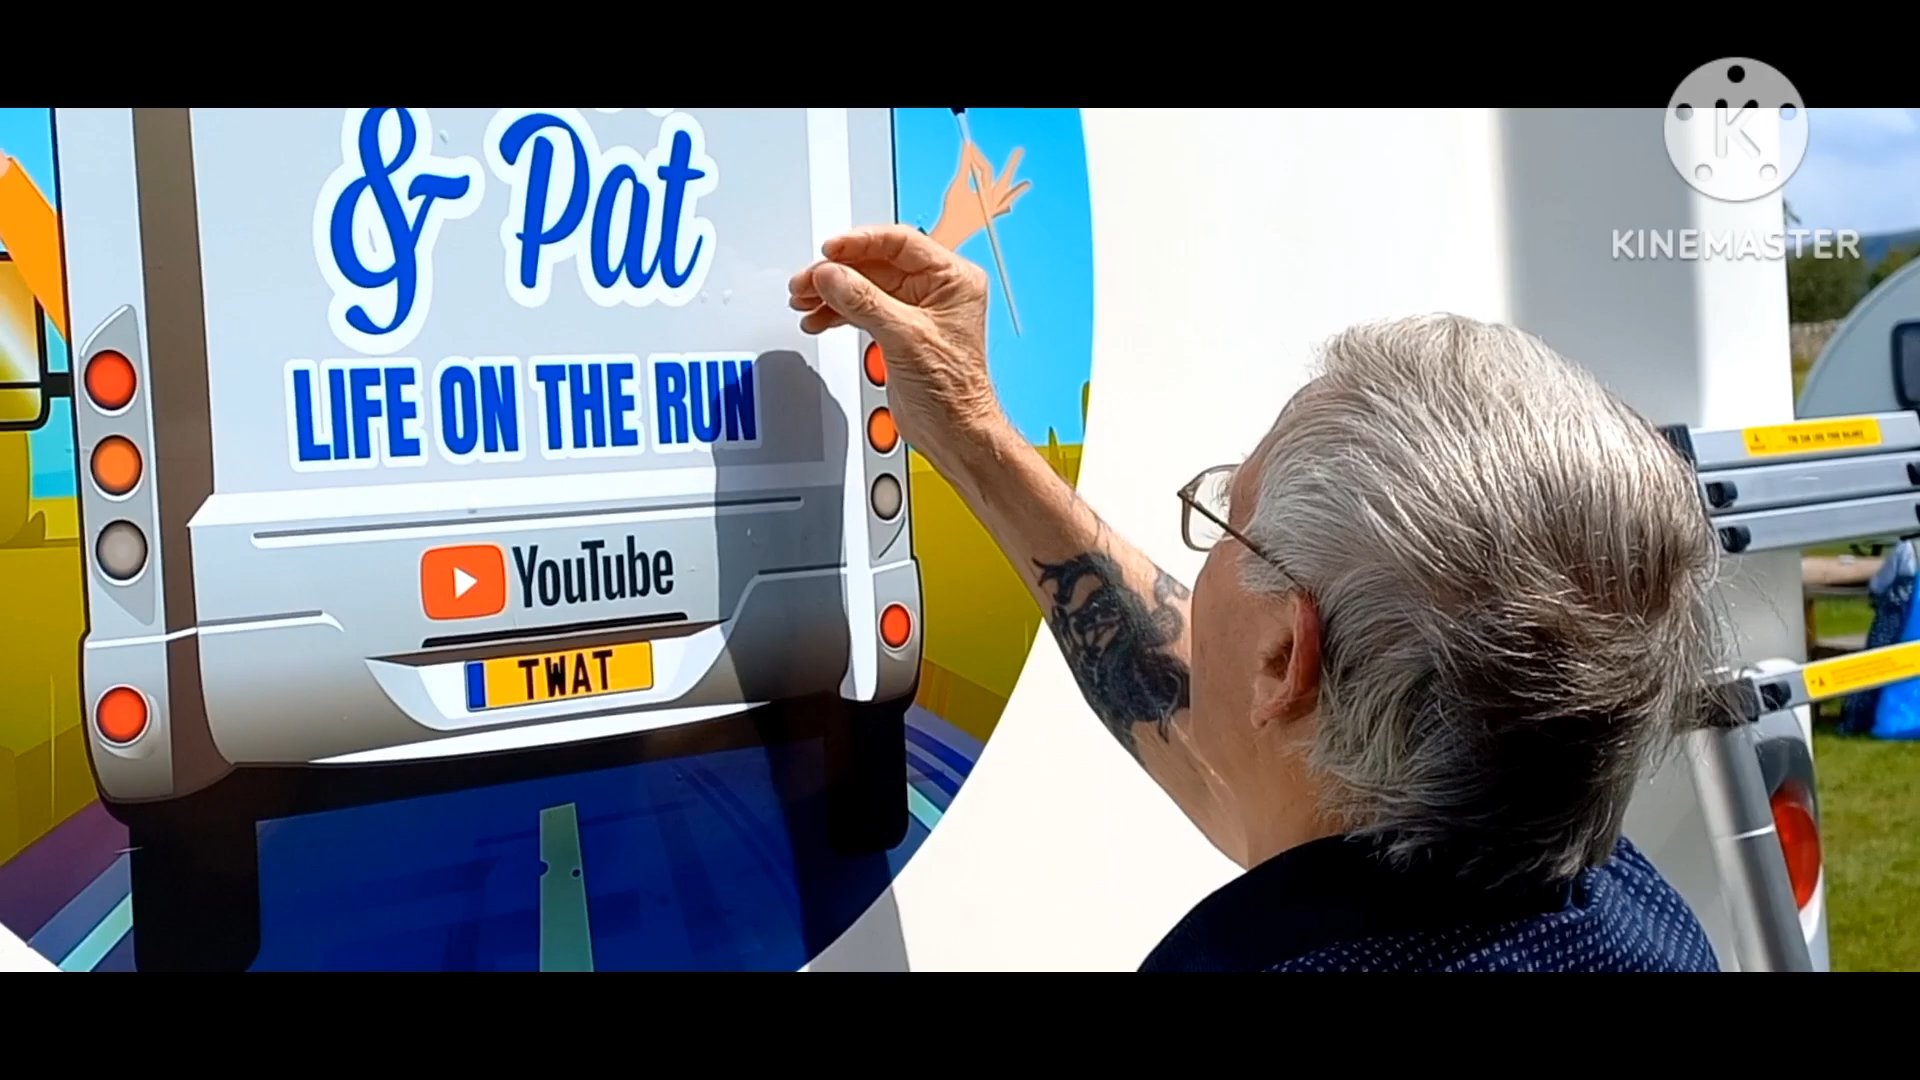 & Pat
LIFE ON THE RUN
YouTube
TWAT
K
KINEMASTER